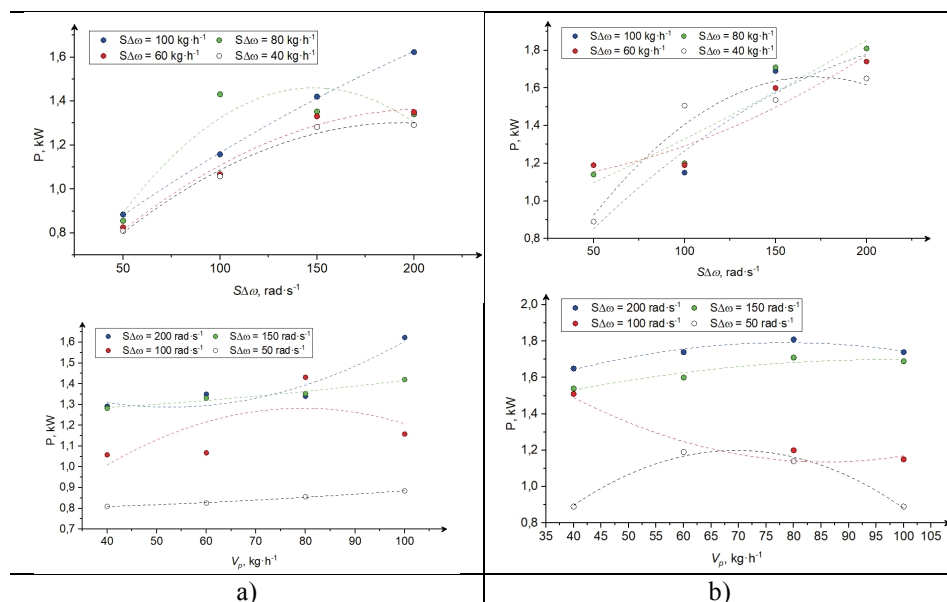 SΔω = 100 kg·h-1 SΔω = 80 kg·h-1
SΔω = 60 kg·h-1 SΔω = 40 kg·h-1
P, kW
1,6
1,4
1,2
1,0
0,8
50 100 150 200
SΔω, rad·s-1
SΔω = 100 kg·h-1 SΔω = 80 kg·h-1
SΔω = 60 kg·h-1 SΔω = 40 kg·h-1
P, kW
1,8
1,6
1,4
1,2
1,0
0,8
50 100 150 200
SΔω, rad·s-1
SΔω = 200 rad·s-1 SΔω = 150 rad·s-1
SΔω = 100 rad·s-1 SΔω = 50 rad·s-1
P, kW
1,6
1,5
1,4
1,3
1,2
1,1
1,0
0,9
0,8
0,7
40 50 60 70 80 90 100
Vp, kg·h-1
SΔω = 200 rad·s-1 SΔω = 150 rad·s-1
SΔω = 100 rad·s-1 SΔω = 50 rad·s-1
P, kW
2,0
1,8
1,6
1,4
1,2
1,0
0,8
35 40 45 50 55 60 65 70 75 80 85 90 95 100 105
Vp, kg·h-1
a) b)